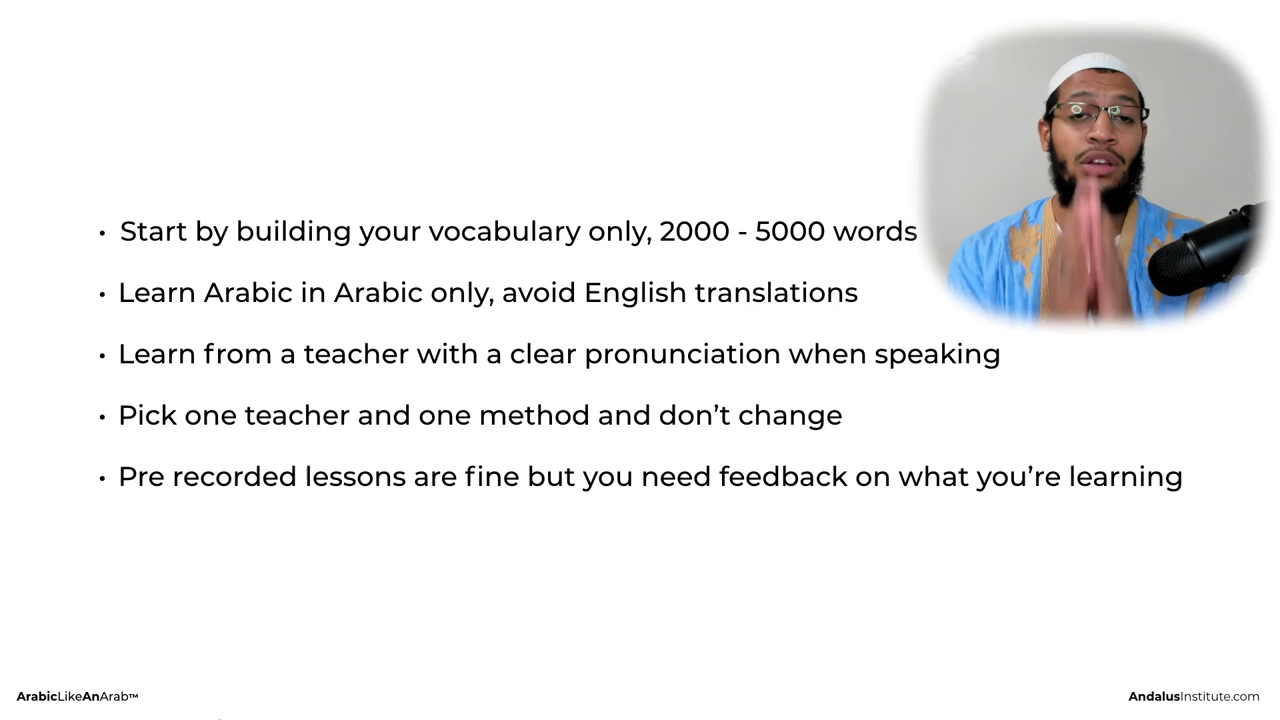 • Start by building your vocabulary only, 2000 - 5000 words
• Learn Arabic in Arabic only, avoid English translations
• Learn from a teacher with a clear pronunciation when speaking
• Pick one teacher and one method and don’t change
• Pre recorded lessons are fine but you need feedback on what you’re learning
ArabicLikeAnArab™
AndalusInstitute.com